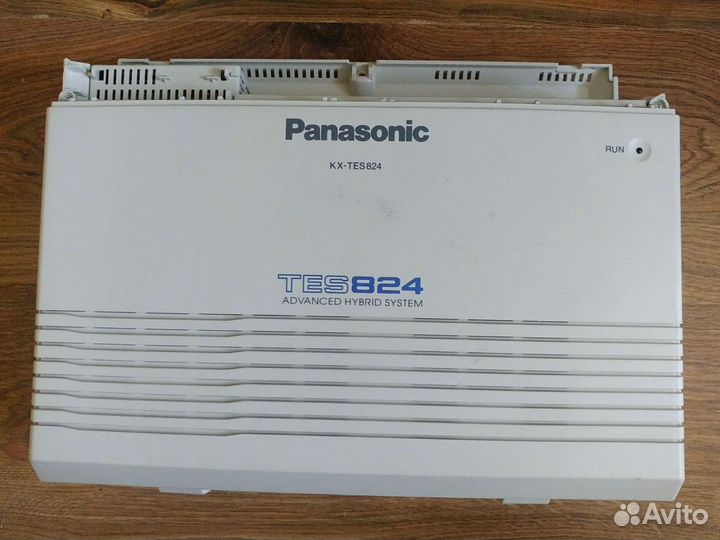 Panasonic
RUN
KX-TES824
TES824
ADVANCED HYBRID SYSTEM
Avito